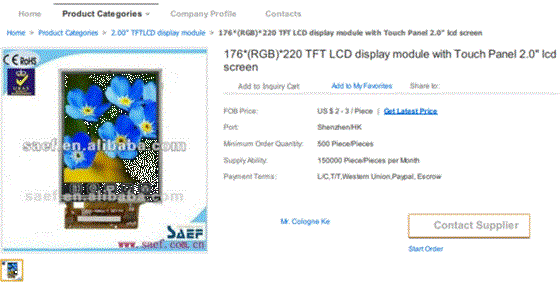 Home Product Categories Company Profile Contacts
Home > Product Categories > 2.00" TFTLCD display module > 176*(RGB)*220 TFT LCD display module with Touch Panel 2.0" lcd screen
176*(RGB)*220 TFT LCD display module with Touch Panel 2.0" lcd
screen
CE RoHS
Add to Inquiry Cart Add to My Favorites Share to:
FOB Price: US $ 2 - 3 / Piece | Get Latest Price
Port: Shenzhen/HK
Minimum Order Quantity: 500 Piece/Pieces
Supply Ability: 150000 Piece/Pieces per Month
Payment Terms: L/C,T/T,Western Union,Paypal, Escrow
saef.en.alibaba.com
saef.en.alibaba.com
Mr. Cologne Ke
Contact Supplier
SAEF
www.saef.com.cn
Start Order